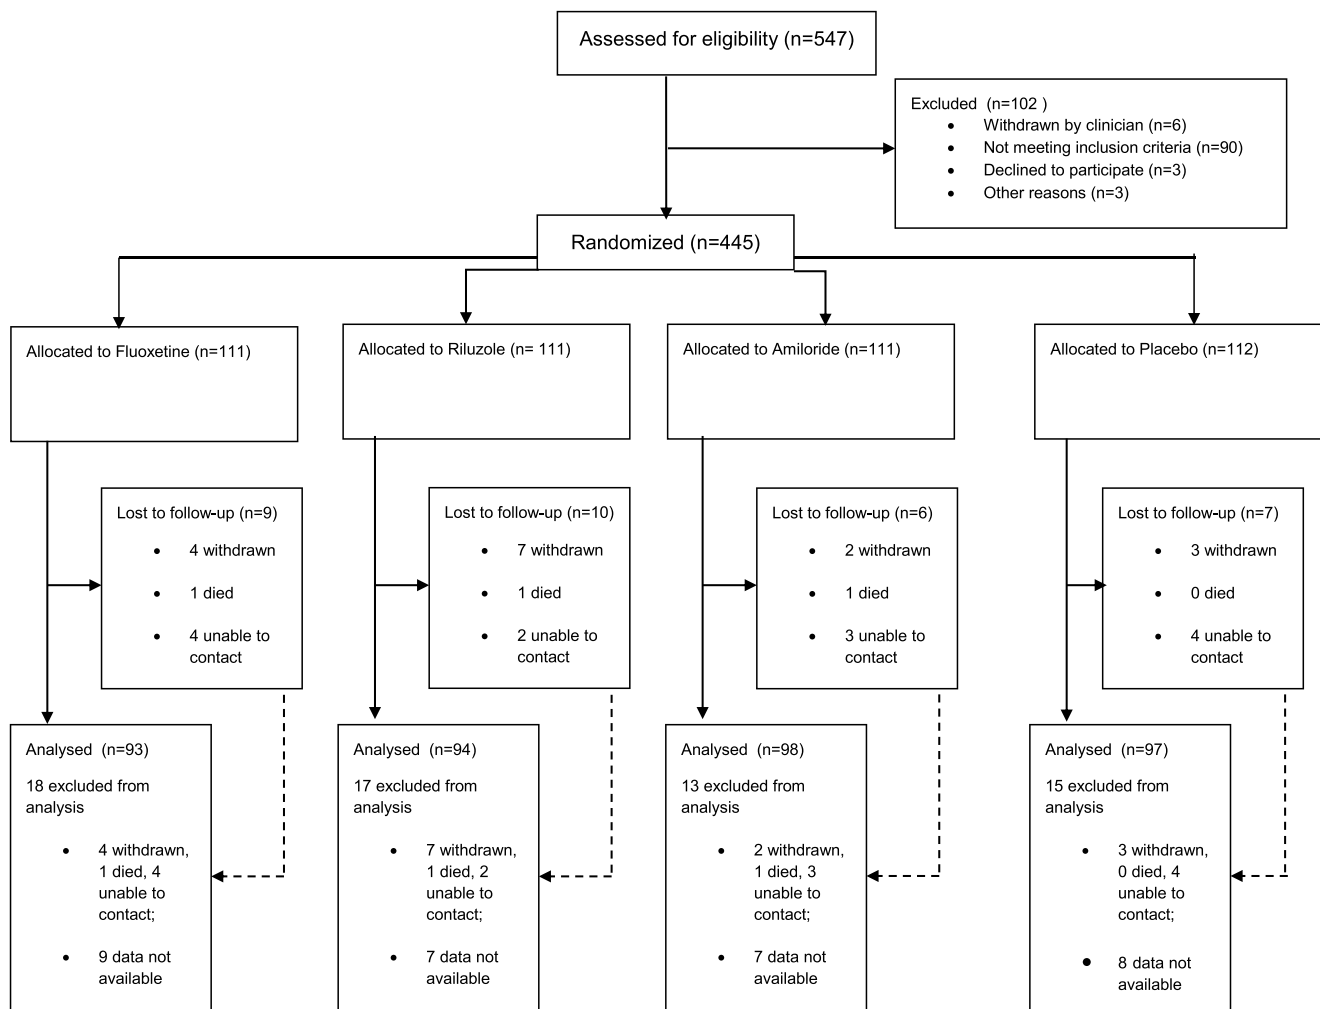 Assessed for eligibility (n=547)
Excluded  (n=102 )
• Withdrawn by clinician (n=6)
• Not meeting inclusion criteria (n=90)
• Declined to participate (n=3)
• Other reasons (n=3)
Randomized (n=445)
Allocated to Fluoxetine (n=111)
Allocated to Riluzole (n= 111)
Allocated to Amiloride (n=111)
Allocated to Placebo (n=112)
Lost to follow-up (n=9)
• 4 withdrawn
• 1 died
• 4 unable to
contact
Lost to follow-up (n=10)
• 7 withdrawn
• 1 died
• 2 unable to
contact
Lost to follow-up (n=6)
• 2 withdrawn
• 1 died
• 3 unable to
contact
Lost to follow-up (n=7)
• 3 withdrawn
• 0 died
• 4 unable to
contact
Analysed  (n=93)
18 excluded from
analysis
• 4 withdrawn,
1 died, 4
unable to
contact;
• 9 data not
available
Analysed  (n=94)
17 excluded from
analysis
• 7 withdrawn,
1 died, 2
unable to
contact;
• 7 data not
available
Analysed  (n=98)
13 excluded from
analysis
• 2 withdrawn,
1 died, 3
unable to
contact;
• 7 data not
available
Analysed  (n=97)
15 excluded from
analysis
• 3 withdrawn,
0 died, 4
unable to
contact;
• 8 data not
available